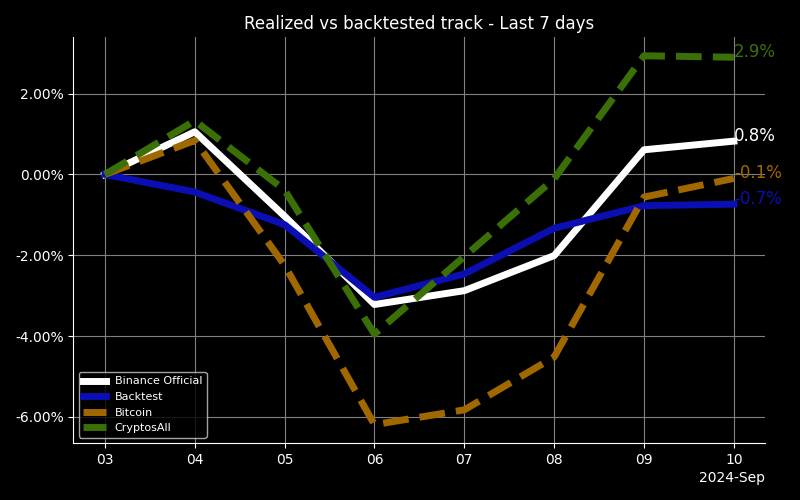 Realized vs backtested track - Last 7 days
2.00%
0.00%
-2.00%
-4.00%
-6.00%
2.9%
0.8%
-0.1%
-0.7%
Binance Official
Backtest
Bitcoin
CryptosAll
03 04 05 06 07 08 09 10
2024-Sep